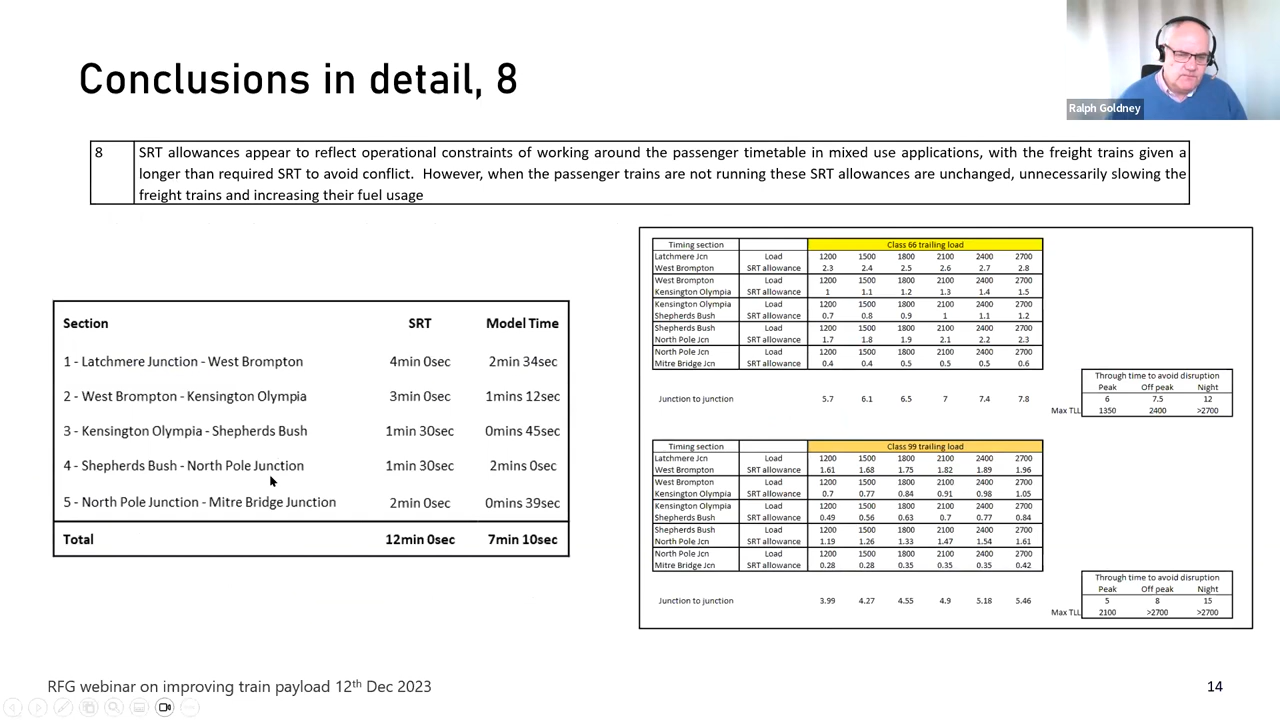 Conclusions in detail, 8
Ralph Goldney
8 SRT allowances appear to reflect operational constraints of working around the passenger timetable in mixed use applications, with the freight trains given a
longer than required SRT to avoid conflict. However, when the passenger trains are not running these SRT allowances are unchanged, unnecessarily slowing the
freight trains and increasing their fuel usage
Section SRT Model Time
1 - Latchmere Junction - West Brompton 4min 0sec 2min 34sec
2 - West Brompton - Kensington Olympia 3min 0sec 1mins 12sec
3 - Kensington Olympia - Shepherds Bush 1min 30sec 0mins 45sec
4 - Shepherds Bush - North Pole Junction 1min 30sec 2mins 0sec
5 - North Pole Junction - Mitre Bridge Junction 2min 0sec 0mins 39sec
Total 12min 0sec 7min 10sec
Timing section Class 66 trailing load
Latchmere Jcn Load 1200 1500 1800 2100 2400 2700
West Brompton SRT allowance 2.3 2.4 2.5 2.6 2.7 2.8
West Brompton Load 1200 1500 1800 2100 2400 2700
Kensington Olympia SRT allowance 1 1.1 1.2 1.3 1.4 1.5
Kensington Olympia Load 1200 1500 1800 2100 2400 2700
Shepherds Bush SRT allowance 0.7 0.8 0.9 1 1.1 1.2
Shepherds Bush Load 1200 1500 1800 2100 2400 2700
North Pole Jcn SRT allowance 1.7 1.8 1.9 2.1 2.2 2.3
North Pole Jcn Load 1200 1500 1800 2100 2400 2700
Mitre Bridge Jcn SRT allowance 0.4 0.4 0.5 0.5 0.5 0.6
Junction to junction 5.7 6.1 6.5 7 7.4 7.8
Through time to avoid disruption
Peak Off peak Night
6 7.5 12
Max TLL 1350 2400 >2700
Timing section Class 99 trailing load
Latchmere Jcn Load 1200 1500 1800 2100 2400 2700
West Brompton SRT allowance 1.61 1.68 1.75 1.82 1.89 1.96
West Brompton Load 1200 1500 1800 2100 2400 2700
Kensington Olympia SRT allowance 0.7 0.77 0.84 0.91 0.98 1.05
Kensington Olympia Load 1200 1500 1800 2100 2400 2700
Shepherds Bush SRT allowance 0.49 0.56 0.63 0.7 0.77 0.84
Shepherds Bush Load 1200 1500 1800 2100 2400 2700
North Pole Jcn SRT allowance 1.19 1.26 1.33 1.47 1.54 1.61
North Pole Jcn Load 1200 1500 1800 2100 2400 2700
Mitre Bridge Jcn SRT allowance 0.28 0.28 0.35 0.35 0.35 0.42
Junction to junction 3.99 4.27 4.55 4.9 5.18 5.46
Through time to avoid disruption
Peak Off peak Night
5 8 15
Max TLL 2100 >2700 >2700
RFG webinar on improving train payload 12th Dec 2023
14